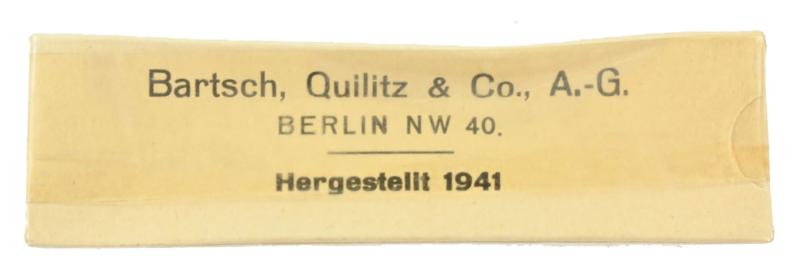 Bartsch, Quilitz & Co., A.-G.
BERLIN NW 40.
Hergestellt 1941